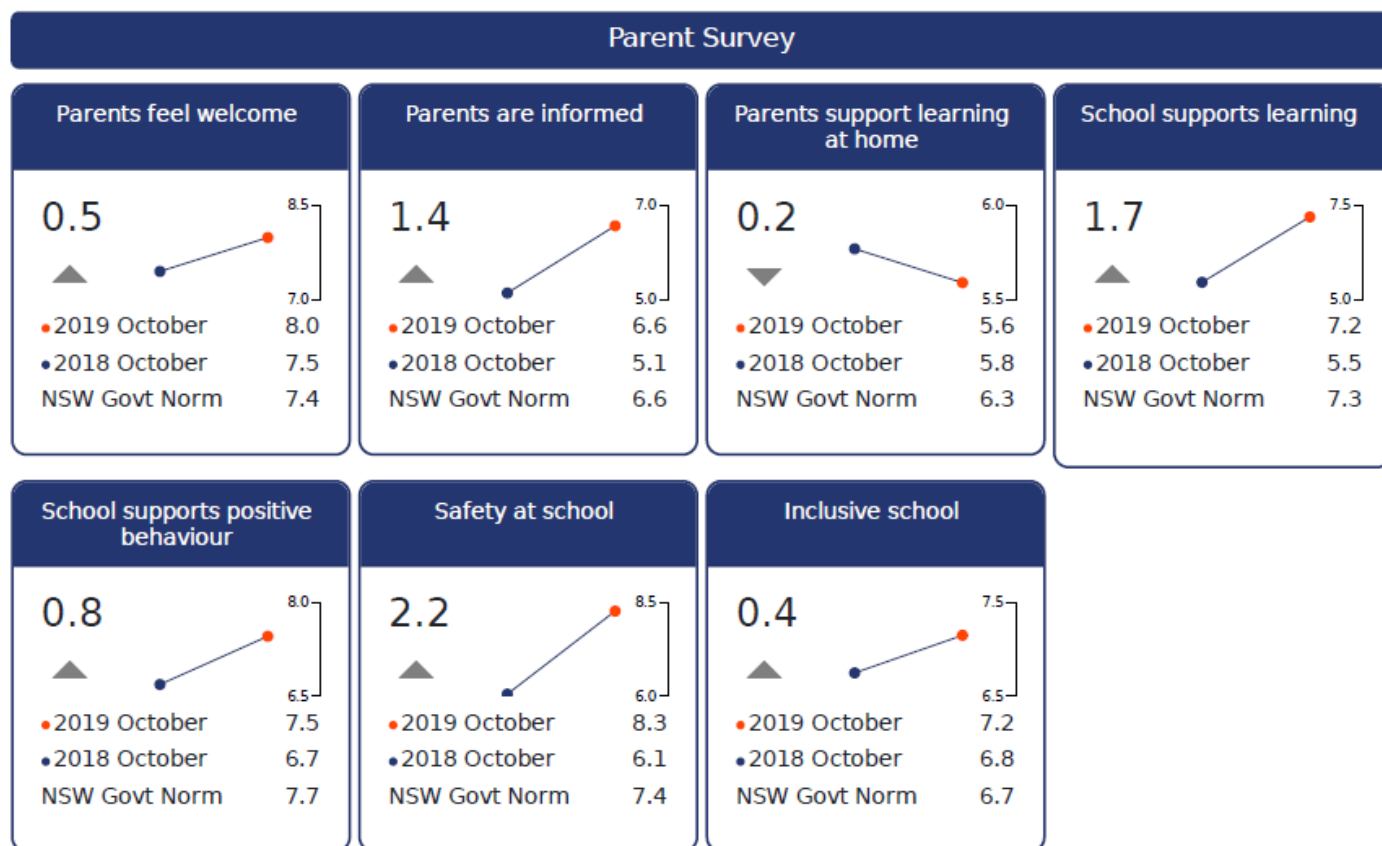 Parent Survey
Parents feel welcome
0.5
8.5
7.0
2019 October 8.0
2018 October 7.5
NSW Govt Norm 7.4
Parents are informed
1.4
7.0
5.0
2019 October 6.6
2018 October 5.1
NSW Govt Norm 6.6
Parents support learning
at home
0.2
6.0
5.5
2019 October 5.6
2018 October 5.8
NSW Govt Norm 6.3
School supports learning
1.7
7.5
5.0
2019 October 7.2
2018 October 5.5
NSW Govt Norm 7.3
School supports positive
behaviour
0.8
8.0
6.5
2019 October 7.5
2018 October 6.7
NSW Govt Norm 7.7
Safety at school
2.2
8.5
6.0
2019 October 8.3
2018 October 6.1
NSW Govt Norm 7.4
Inclusive school
0.4
7.5
6.5
2019 October 7.2
2018 October 6.8
NSW Govt Norm 6.7